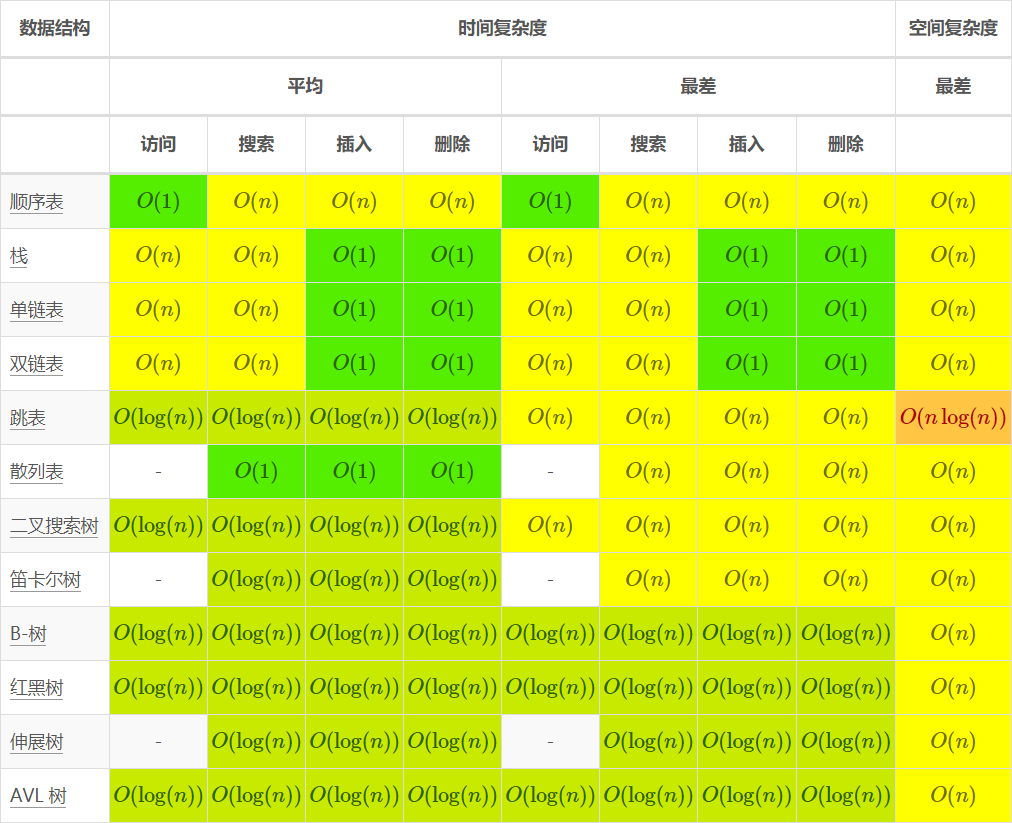 数据结构 时间复杂度 空间复杂度
平均 最差 最差
访问 搜索 插入 删除 访问 搜索 插入 删除
顺序表 O(1) O(n) O(n) O(n) O(1) O(n) O(n) O(n) O(n)
栈 O(n) O(n) O(1) O(1) O(n) O(n) O(1) O(1) O(n)
单链表 O(n) O(n) O(1) O(1) O(n) O(n) O(1) O(1) O(n)
双链表 O(n) O(n) O(1) O(1) O(n) O(n) O(1) O(1) O(n)
跳表 O(log(n)) O(log(n)) O(log(n)) O(log(n)) O(n) O(n) O(n) O(n) O(n log(n))
散列表 - O(1) O(1) O(1) - O(n) O(n) O(n) O(n)
二叉搜索树 O(log(n)) O(log(n)) O(log(n)) O(log(n)) O(n) O(n) O(n) O(n) O(n)
笛卡尔树 - O(log(n)) O(log(n)) O(log(n)) - O(n) O(n) O(n) O(n)
B-树 O(log(n)) O(log(n)) O(log(n)) O(log(n)) O(log(n)) O(log(n)) O(log(n)) O(log(n)) O(n)
红黑树 O(log(n)) O(log(n)) O(log(n)) O(log(n)) O(log(n)) O(log(n)) O(log(n)) O(log(n)) O(n)
伸展树 - O(log(n)) O(log(n)) O(log(n)) - O(log(n)) O(log(n)) O(log(n)) O(n)
AVL 树 O(log(n)) O(log(n)) O(log(n)) O(log(n)) O(log(n)) O(log(n)) O(log(n)) O(log(n)) O(n)